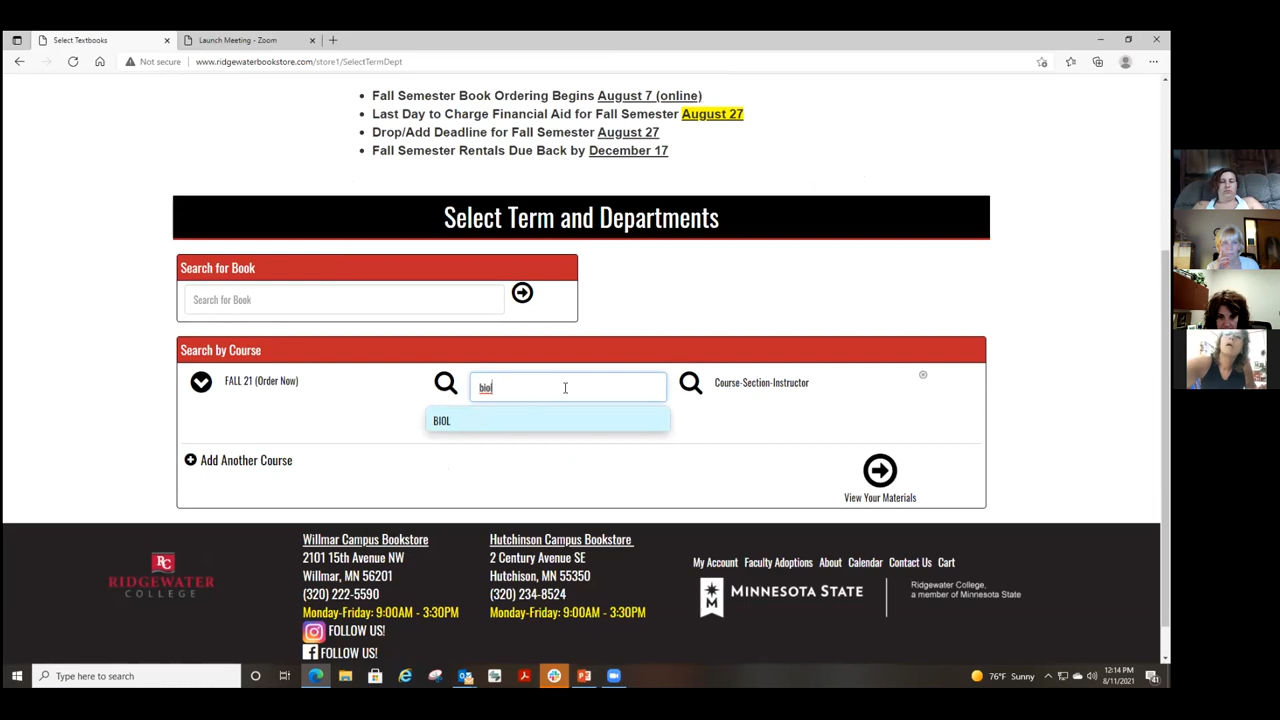 Select Textbooks
Launch Meeting - Zoom
Not secure
www.ridgewaterbookstore.com/store1/SelectTermDept
Fall Semester Book Ordering Begins August 7 (online)
Last Day to Charge Financial Aid for Fall Semester August 27
Drop/Add Deadline for Fall Semester August 27
Fall Semester Rentals Due Back by December 17
Select Term and Departments
Search for Book
Search for Book
Search by Course
FALL 21 (Order Now)
biol
Course-Section-Instructor
BIOL
Add Another Course
View Your Materials
RC
RIDGEWATER
COLLEGE
Willmar Campus Bookstore
2101 15th Avenue NW
Willmar, MN 56201
(320) 222-5590
Monday-Friday: 9:00AM - 3:30PM
FOLLOW US!
FOLLOW US!
Hutchinson Campus Bookstore
2 Century Avenue SE
Hutchison, MN 55350
(320) 234-8524
Monday-Friday: 9:00AM - 3:30PM
My Account Faculty Adoptions About Calendar Contact Us Cart
M
MINNESOTA STATE
Ridgewater College,
a member of Minnesota State
Type here to search
76°F Sunny
12:14 PM
8/11/2021
41